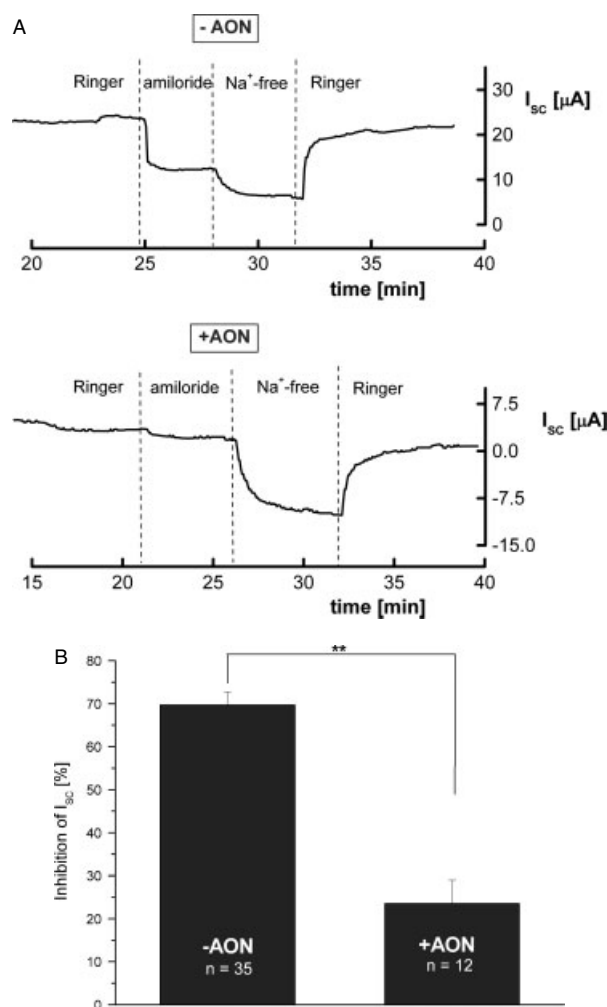 A
- AON
Ringer amiloride Na⁺-free Ringer
I_SC [µA]
30
20
10
0
20 25 30 35 40
time [min]
+AON
Ringer amiloride Na⁺-free Ringer
I_SC [µA]
7.5
0.0
-7.5
-15.0
15 20 25 30 35 40
time [min]
B
**
Inhibition of I_SC [%]
80
70
60
50
40
30
20
10
0
-AON
n = 35
+AON
n = 12